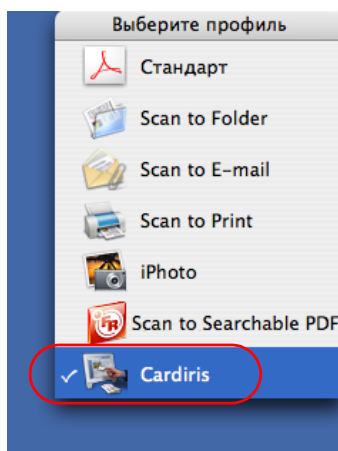 Выберите профиль
Стандарт
Scan to Folder
Scan to E-mail
Scan to Print
iPhoto
Scan to Searchable PDF
Cardiris